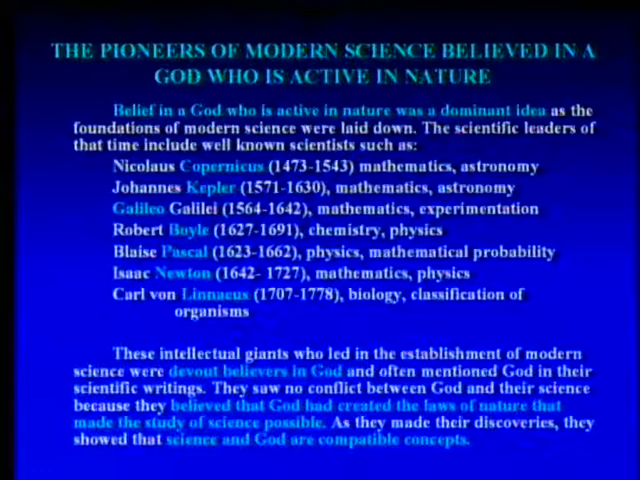 THE PIONEERS OF MODERN SCIENCE BELIEVED IN A
GOD WHO IS ACTIVE IN NATURE
Belief in a God who is active in nature was a dominant idea as the
foundations of modern science were laid down. The scientific leaders of
that time include well known scientists such as:
Nicolaus Copernicus (1473-1543) mathematics, astronomy
Johannes Kepler (1571-1630), mathematics, astronomy
Galileo Galilei (1564-1642), mathematics, experimentation
Robert Boyle (1627-1691), chemistry, physics
Blaise Pascal (1623-1662), physics, mathematical probability
Isaac Newton (1642- 1727), mathematics, physics
Carl von Linnaeus (1707-1778), biology, classification of
organisms
These intellectual giants who led in the establishment of modern
science were devout believers in God and often mentioned God in their
scientific writings. They saw no conflict between God and their science
because they believed that God had created the laws of nature that
made the study of science possible. As they made their discoveries, they
showed that science and God are compatible concepts.